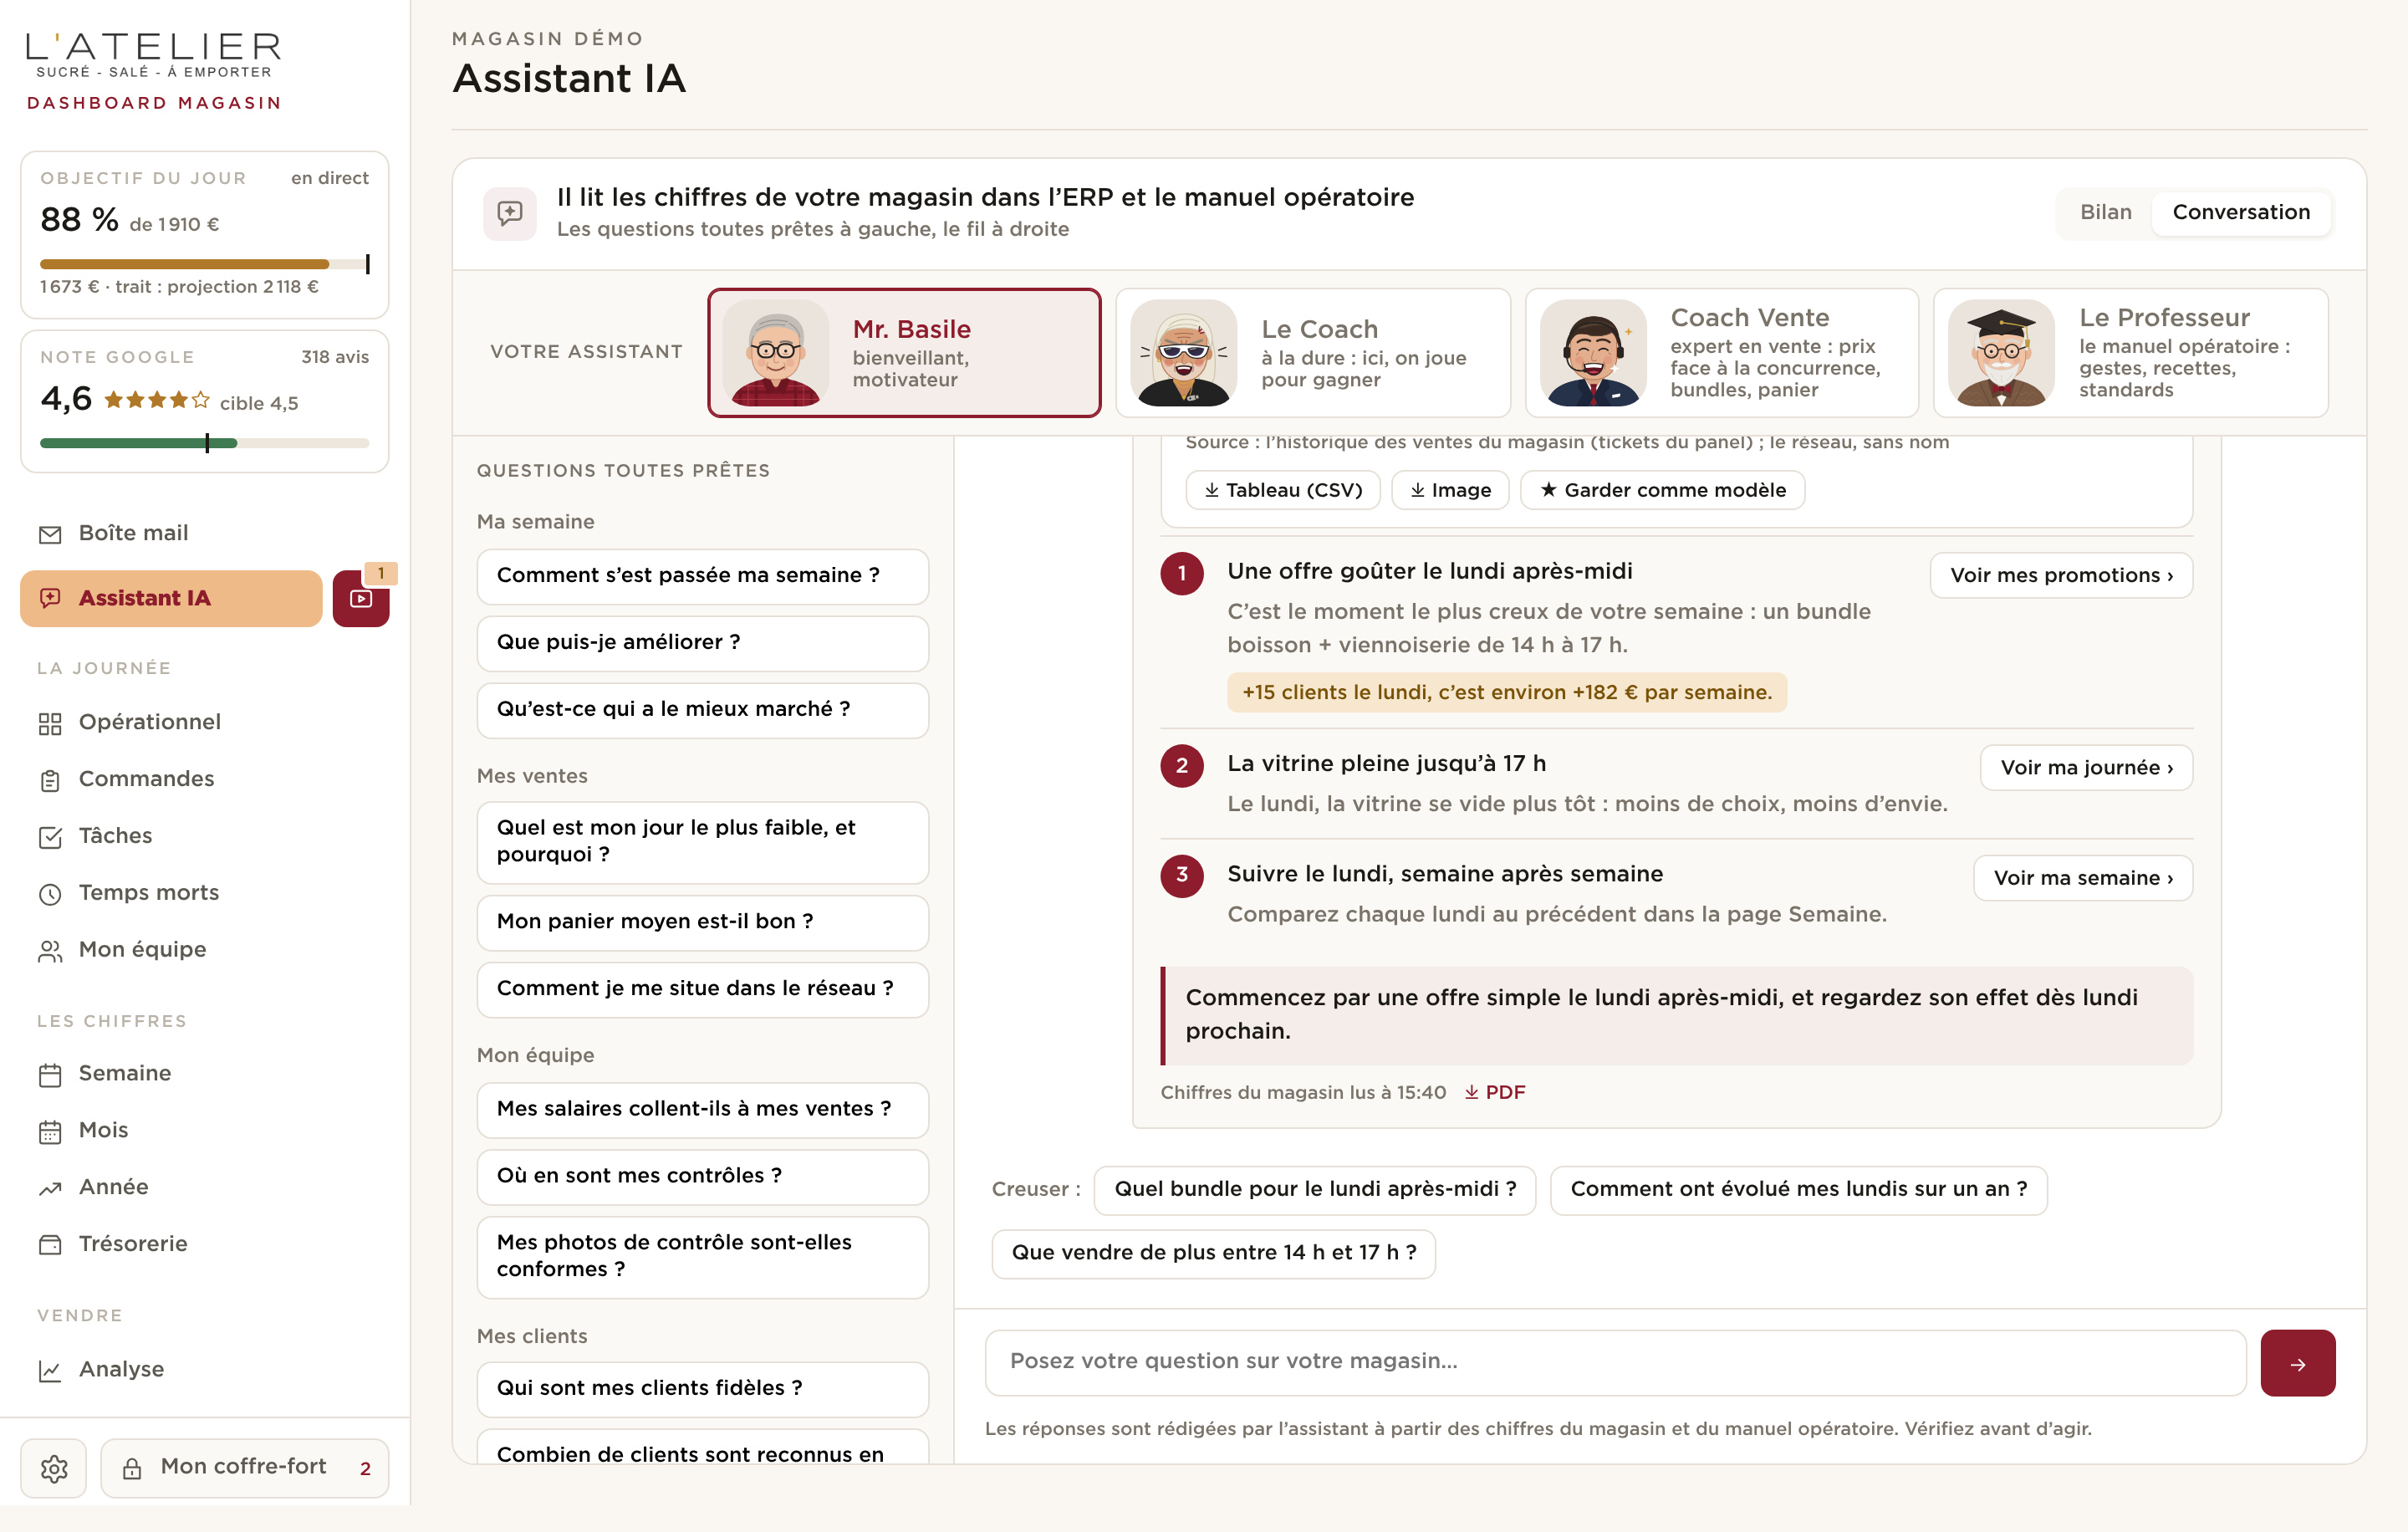 L'ATELIER
SUCRÉ - SALÉ - Á EMPORTER
DASHBOARD MAGASIN
OBJECTIF DU JOUR
en direct
88 % de 1 910 €
1 673 € · trait : projection 2 118 €
NOTE GOOGLE
318 avis
4,6 cible 4,5
Boîte mail
Assistant IA
1
LA JOURNÉE
Opérationnel
Commandes
Tâches
Temps morts
Mon équipe
LES CHIFFRES
Semaine
Mois
Année
Trésorerie
VENDRE
Analyse
Mon coffre-fort
2
MAGASIN DÉMO
Assistant IA
Il lit les chiffres de votre magasin dans l’ERP et le manuel opératoire
Les questions toutes prêtes à gauche, le fil à droite
Bilan
Conversation
VOTRE ASSISTANT
Mr. Basile
bienveillant,
motivateur
Le Coach
à la dure : ici, on joue
pour gagner
Coach Vente
expert en vente : prix
face à la concurrence,
bundles, panier
Le Professeur
le manuel opératoire :
gestes, recettes,
standards
QUESTIONS TOUTES PRÊTES
Ma semaine
Comment s’est passée ma semaine ?
Que puis-je améliorer ?
Qu’est-ce qui a le mieux marché ?
Mes ventes
Quel est mon jour le plus faible, et
pourquoi ?
Mon panier moyen est-il bon ?
Comment je me situe dans le réseau ?
Mon équipe
Mes salaires collent-ils à mes ventes ?
Où en sont mes contrôles ?
Mes photos de contrôle sont-elles
conformes ?
Mes clients
Qui sont mes clients fidèles ?
Combien de clients sont reconnus en
Source : l’historique des ventes du magasin (tickets du panel) ; le réseau, sans nom
Tableau (CSV)
Image
★ Garder comme modèle
1
Une offre goûter le lundi après-midi
Voir mes promotions ›
C’est le moment le plus creux de votre semaine : un bundle
boisson + viennoiserie de 14 h à 17 h.
+15 clients le lundi, c’est environ +182 € par semaine.
2
La vitrine pleine jusqu’à 17 h
Voir ma journée ›
Le lundi, la vitrine se vide plus tôt : moins de choix, moins d’envie.
3
Suivre le lundi, semaine après semaine
Voir ma semaine ›
Comparez chaque lundi au précédent dans la page Semaine.
Commencez par une offre simple le lundi après-midi, et regardez son effet dès lundi
prochain.
Chiffres du magasin lus à 15:40
PDF
Creuser :
Quel bundle pour le lundi après-midi ?
Comment ont évolué mes lundis sur un an ?
Que vendre de plus entre 14 h et 17 h ?
Posez votre question sur votre magasin...
Les réponses sont rédigées par l’assistant à partir des chiffres du magasin et du manuel opératoire. Vérifiez avant d’agir.